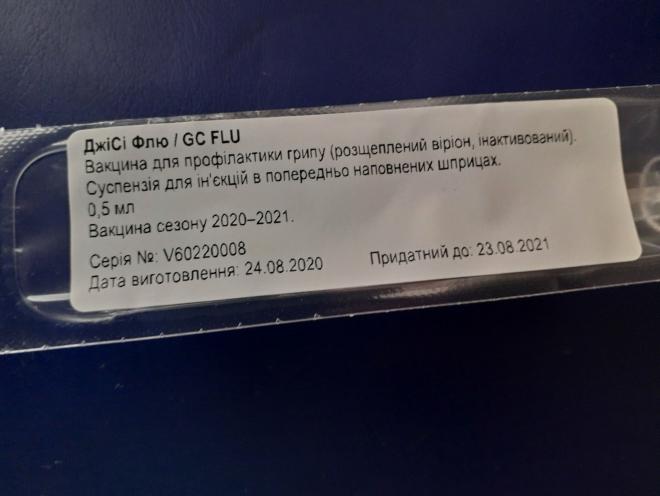 ДжіСі Флю / GC FLU
Вакцина для профілактики грипу (розщеплений віріон, інактивований).
Суспензія для ін'єкцій в попередньо наповнених шприцах.
0,5 мл
Вакцина сезону 2020–2021.
Серія №: V60220008
Дата виготовлення: 24.08.2020 Придатний до: 23.08.2021